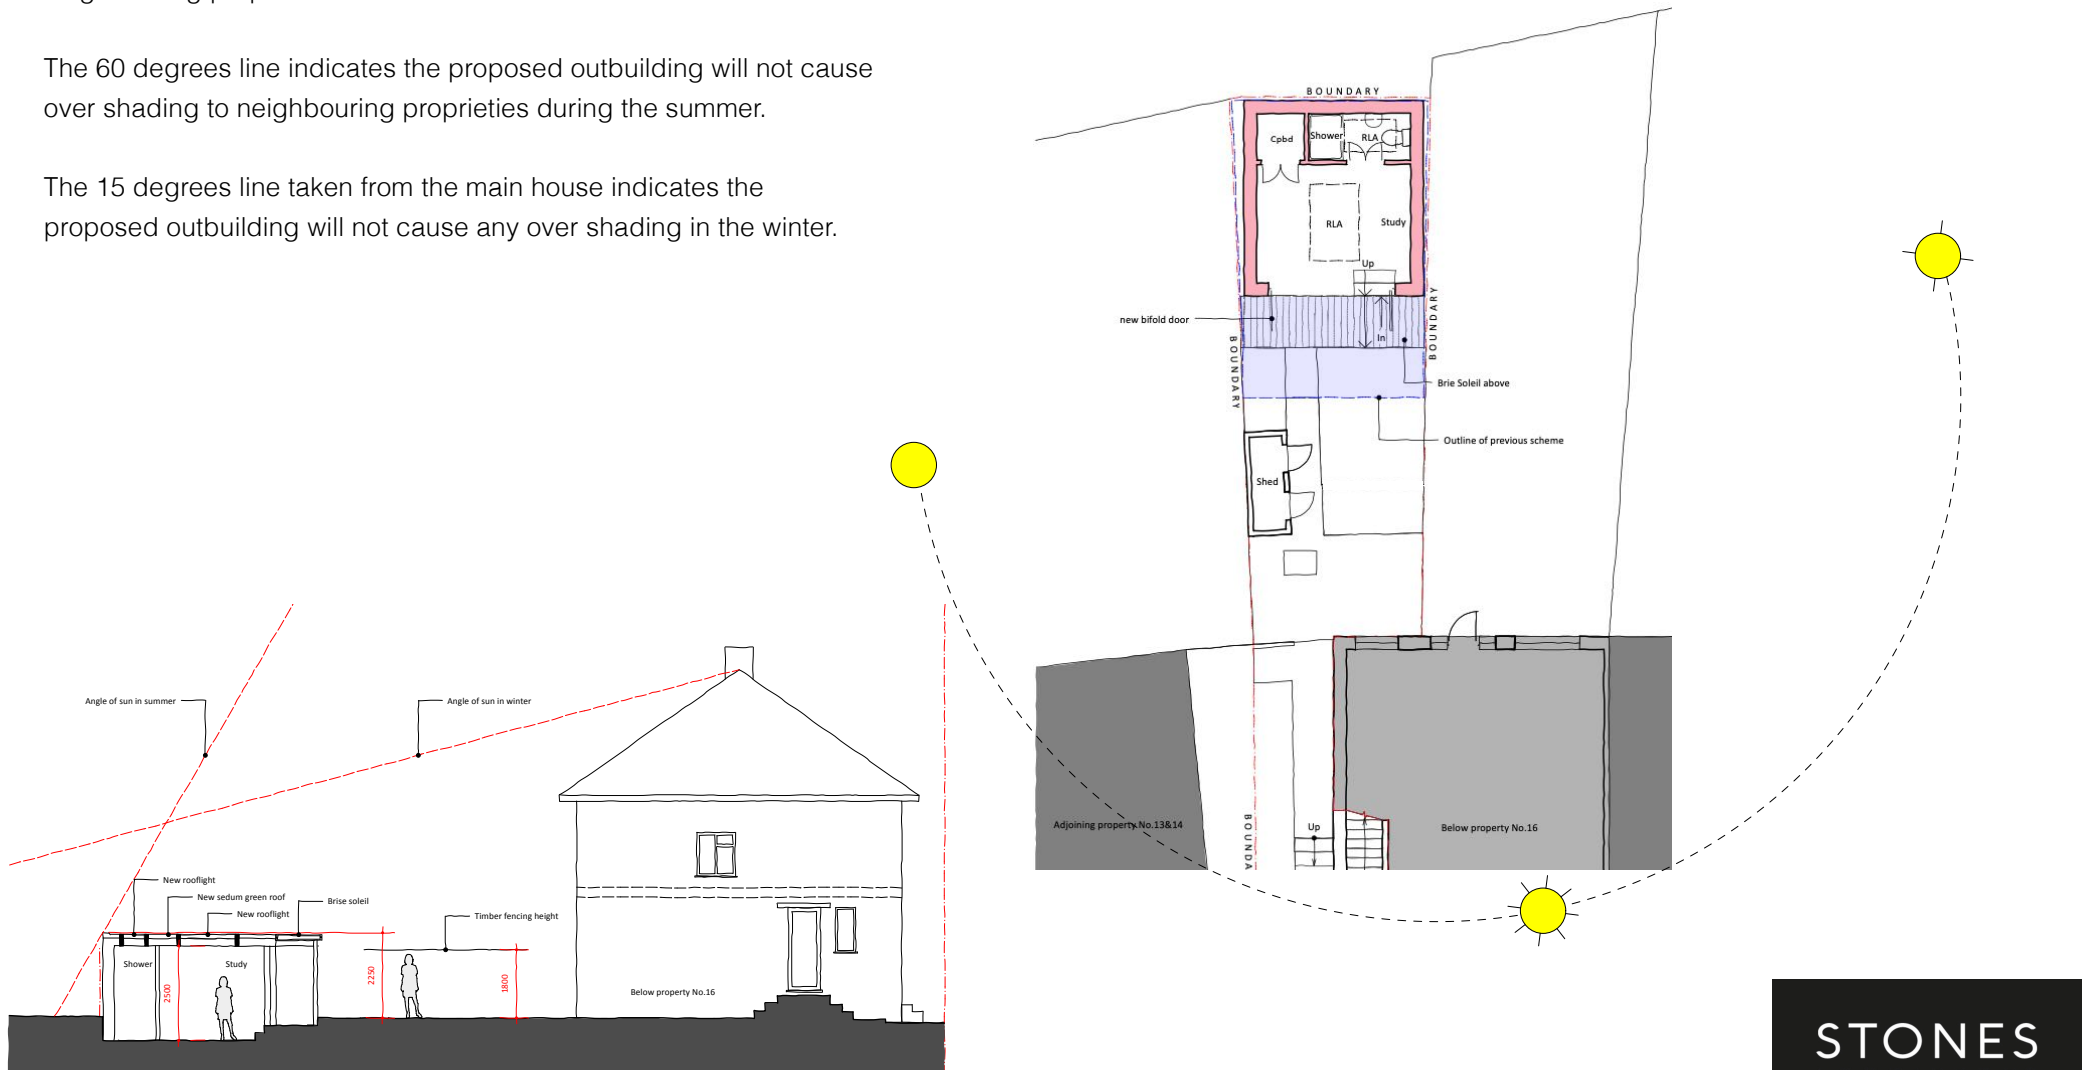 The 60 degrees line indicates the proposed outbuilding will not cause
over shading to neighbouring proprieties during the summer.
The 15 degrees line taken from the main house indicates the
proposed outbuilding will not cause any over shading in the winter.
BOUNDARY
Cpbd
Shower
RLA
RLA
Study
Up
new bifold door
In
BOUNDARY
BOUNDARY
Brie Soleil above
Outline of previous scheme
Shed
Adjoining property No.13&14
BOUNDA
Up
Below property No.16
Angle of sun in summer
Angle of sun in winter
New rooflight
New sedum green roof
New rooflight
Brise soleil
Timber fencing height
Shower
Study
2500
2250
1800
Below property No.16
STONES